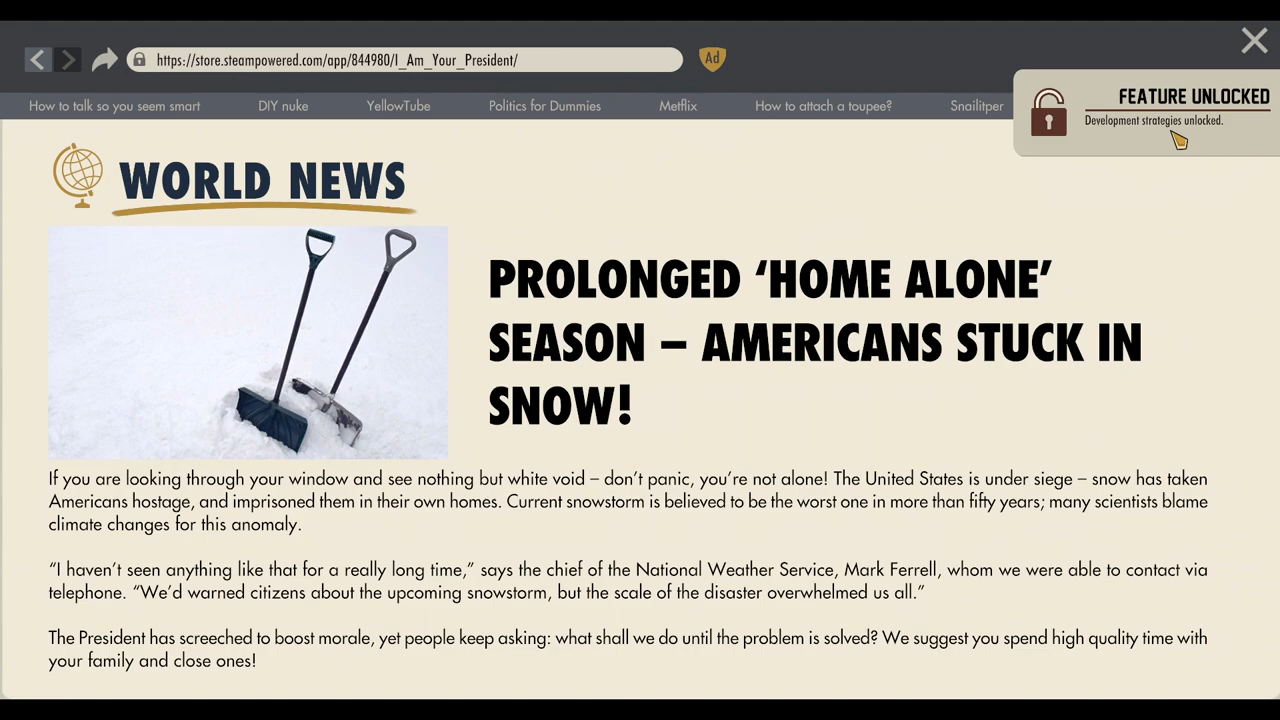 https://store.steampowered.com/app/844980/I_Am_Your_President/
Ad
How to talk so you seem smart
DIY nuke
YellowTube
Politics for Dummies
Metflix
How to attach a toupee?
Snailitper
FEATURE UNLOCKED
Development strategies unlocked.
WORLD NEWS
PROLONGED ‘HOME ALONE’
SEASON – AMERICANS STUCK IN
SNOW!
If you are looking through your window and see nothing but white void – don’t panic, you’re not alone! The United States is under siege – snow has taken
Americans hostage, and imprisoned them in their own homes. Current snowstorm is believed to be the worst one in more than fifty years; many scientists blame
climate changes for this anomaly.
“I haven’t seen anything like that for a really long time,” says the chief of the National Weather Service, Mark Ferrell, whom we were able to contact via
telephone. “We’d warned citizens about the upcoming snowstorm, but the scale of the disaster overwhelmed us all.”
The President has screeched to boost morale, yet people keep asking: what shall we do until the problem is solved? We suggest you spend high quality time with
your family and close ones!